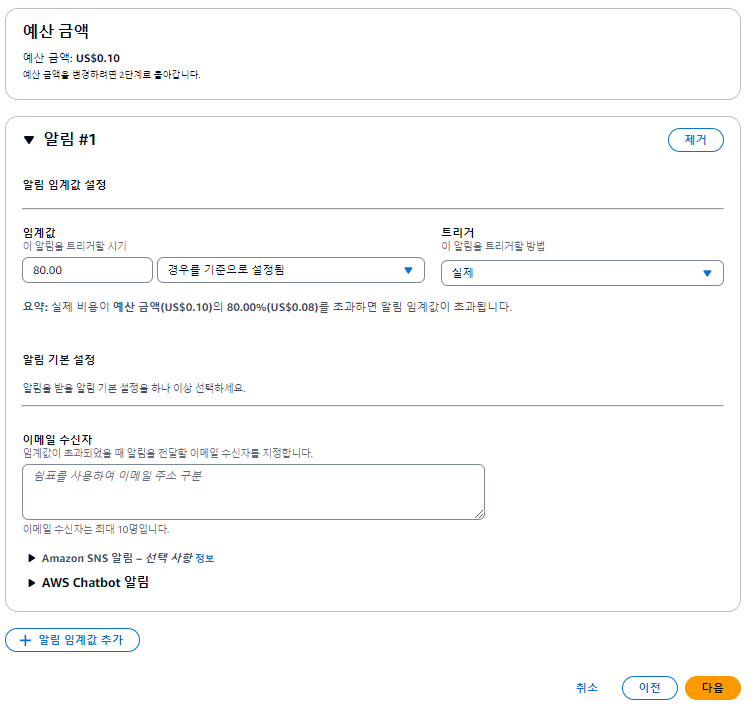 예산 금액
예산 금액: US$0.10
예산 금액을 변경하려면 2단계로 돌아갑니다.
알림 #1
제거
알림 임계값 설정
임계값
이 알림을 트리거할 시기
80.00
경우를 기준으로 설정됨
트리거
이 알림을 트리거할 방법
실제
요약: 실제 비용이 예산 금액(US$0.10)의 80.00%(US$0.08)를 초과하면 알림 임계값이 초과됩니다.
알림 기본 설정
알림을 받을 알림 기본 설정을 하나 이상 선택하세요.
이메일 수신자
임계값이 초과되었을 때 알림을 전달할 이메일 수신자를 지정합니다.
쉼표를 사용하여 이메일 주소 구분
이메일 수신자는 최대 10명입니다.
Amazon SNS 알림 – 선택 사항 정보
AWS Chatbot 알림
알림 임계값 추가
취소
이전
다음